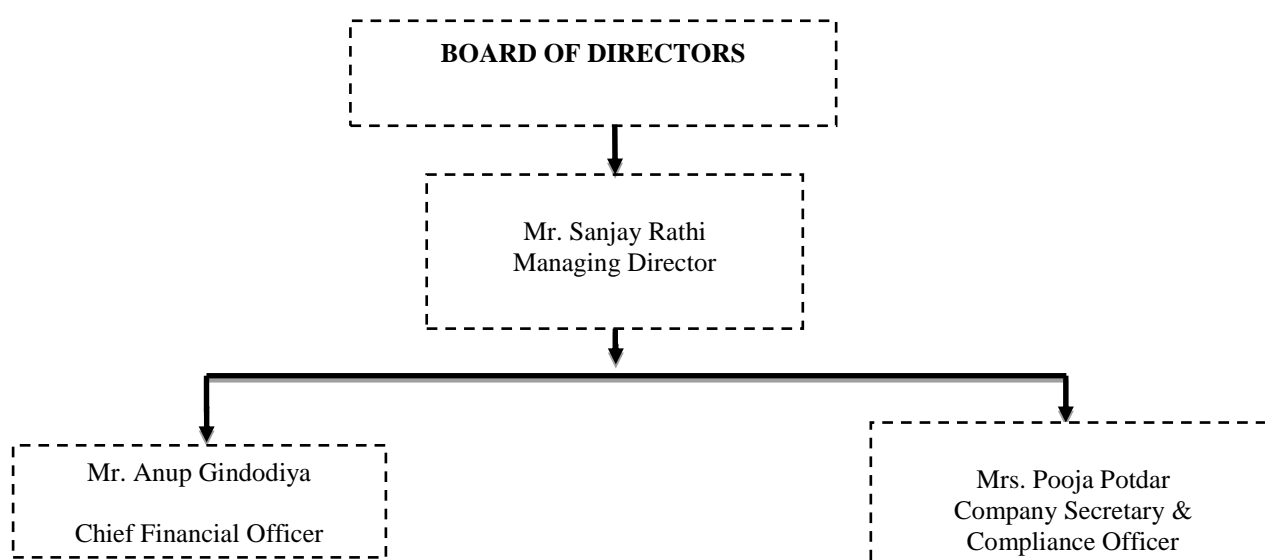 BOARD OF DIRECTORS
Mr. Sanjay Rathi
Managing Director
Mr. Anup Gindodiya
Chief Financial Officer
Mrs. Pooja Potdar
Company Secretary &
Compliance Officer